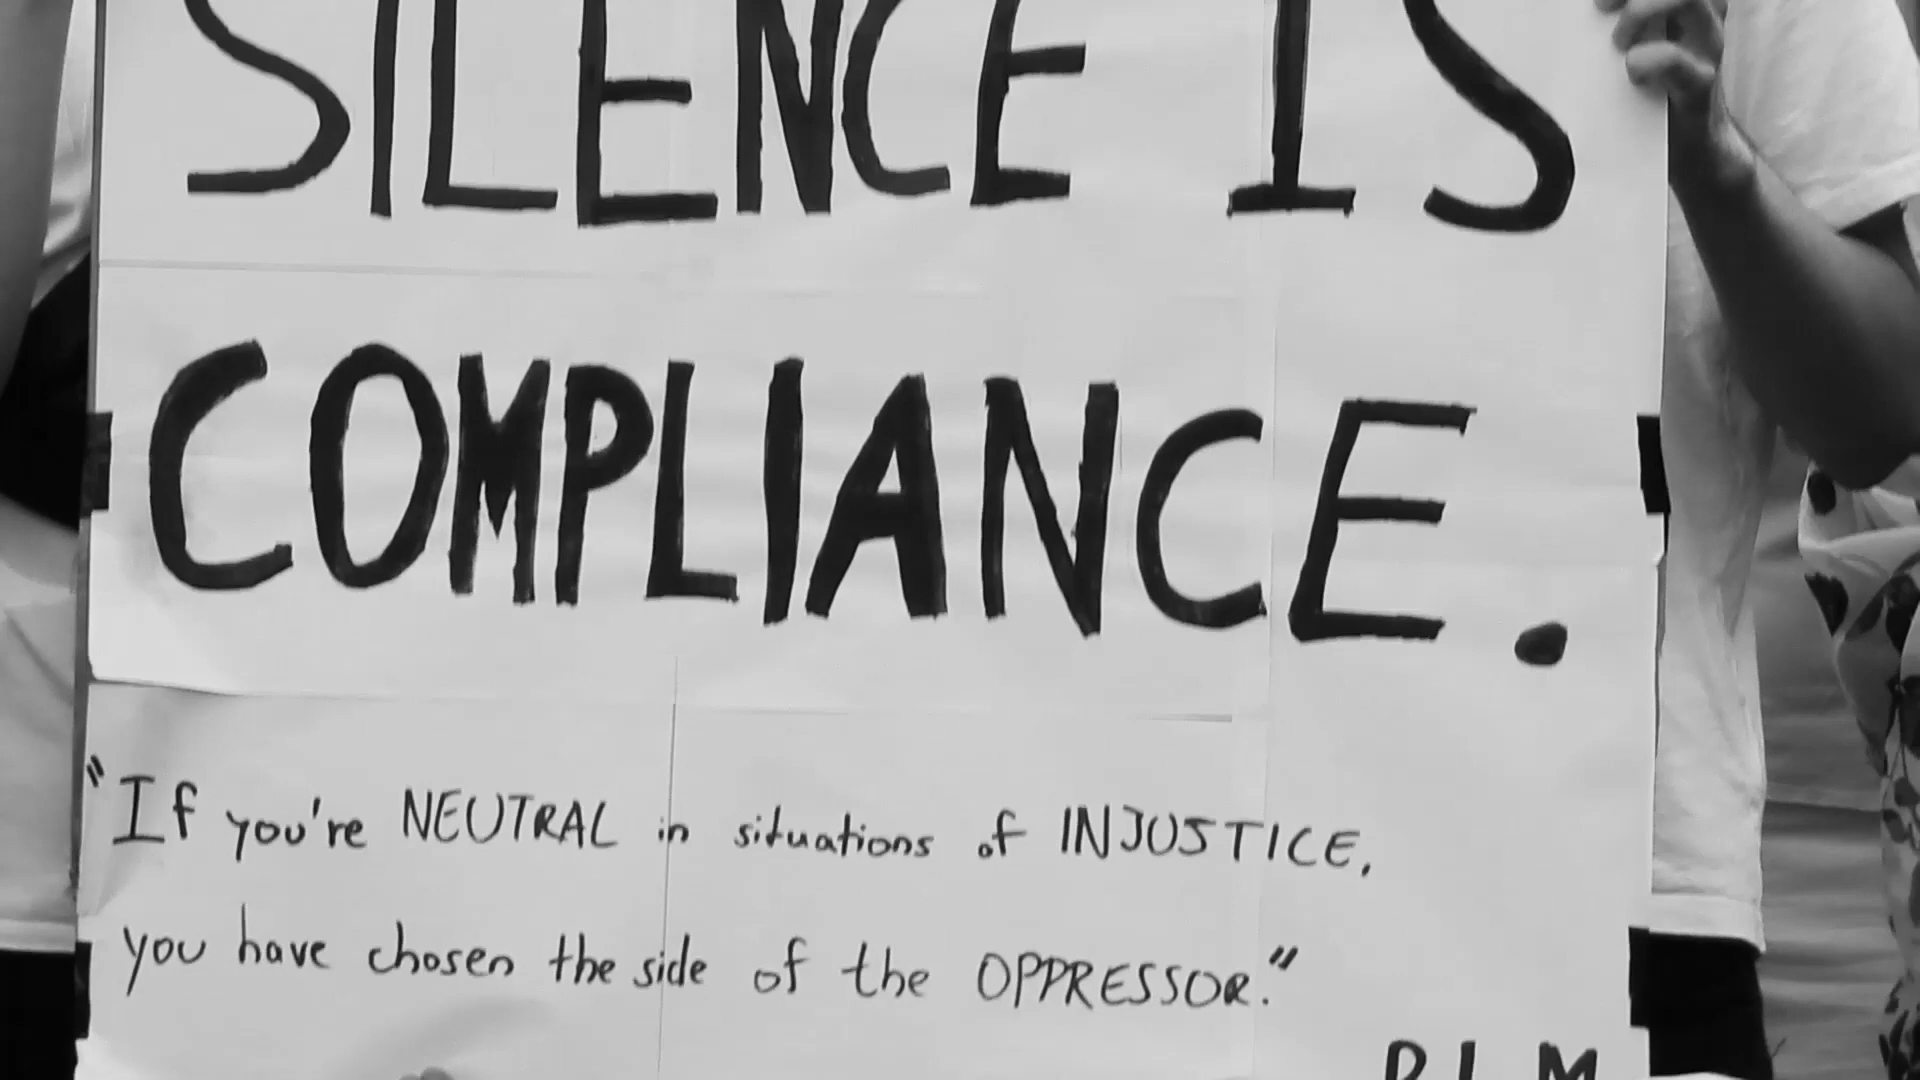 SILENCE IS
COMPLIANCE.
"If you're NEUTRAL in situations of INJUSTICE,
you have chosen the side of the OPPRESSOR."
BLM